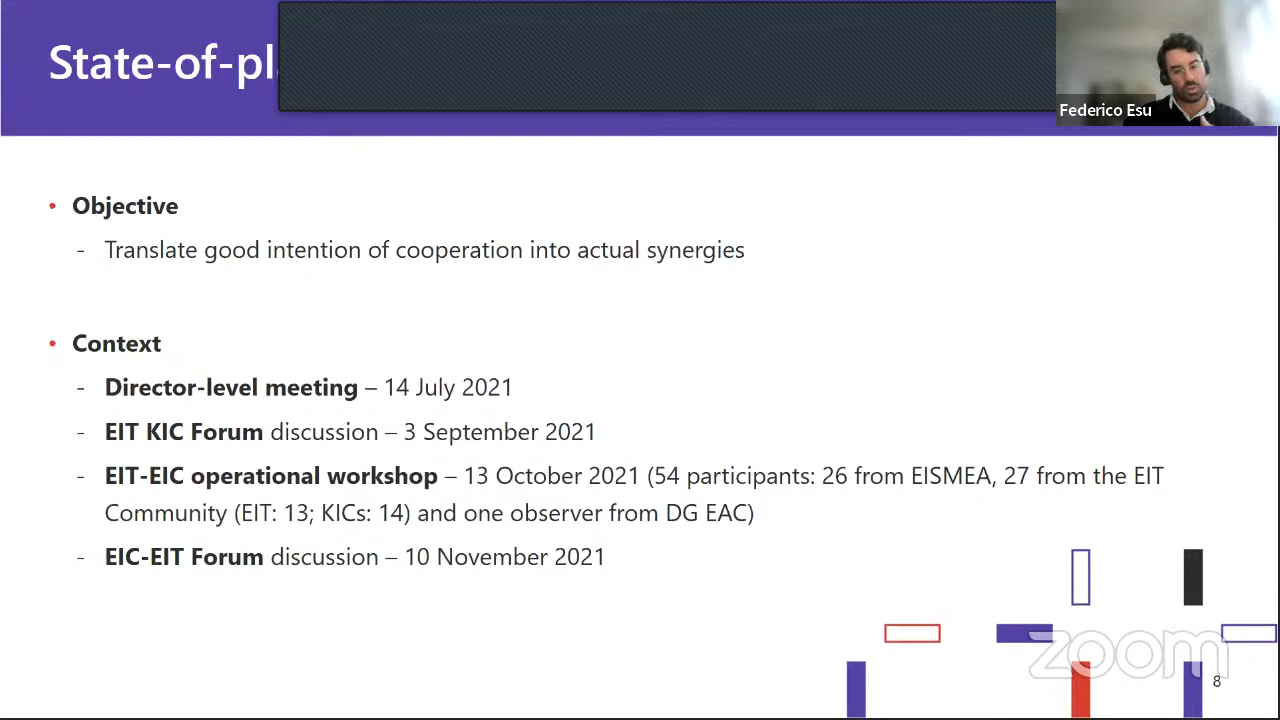 State-of-pl
Federico Esu
• Objective
- Translate good intention of cooperation into actual synergies
• Context
- Director-level meeting – 14 July 2021
- EIT KIC Forum discussion – 3 September 2021
- EIT-EIC operational workshop – 13 October 2021 (54 participants: 26 from EISMEA, 27 from the EIT
Community (EIT: 13; KICs: 14) and one observer from DG EAC)
- EIC-EIT Forum discussion – 10 November 2021
zoom
8